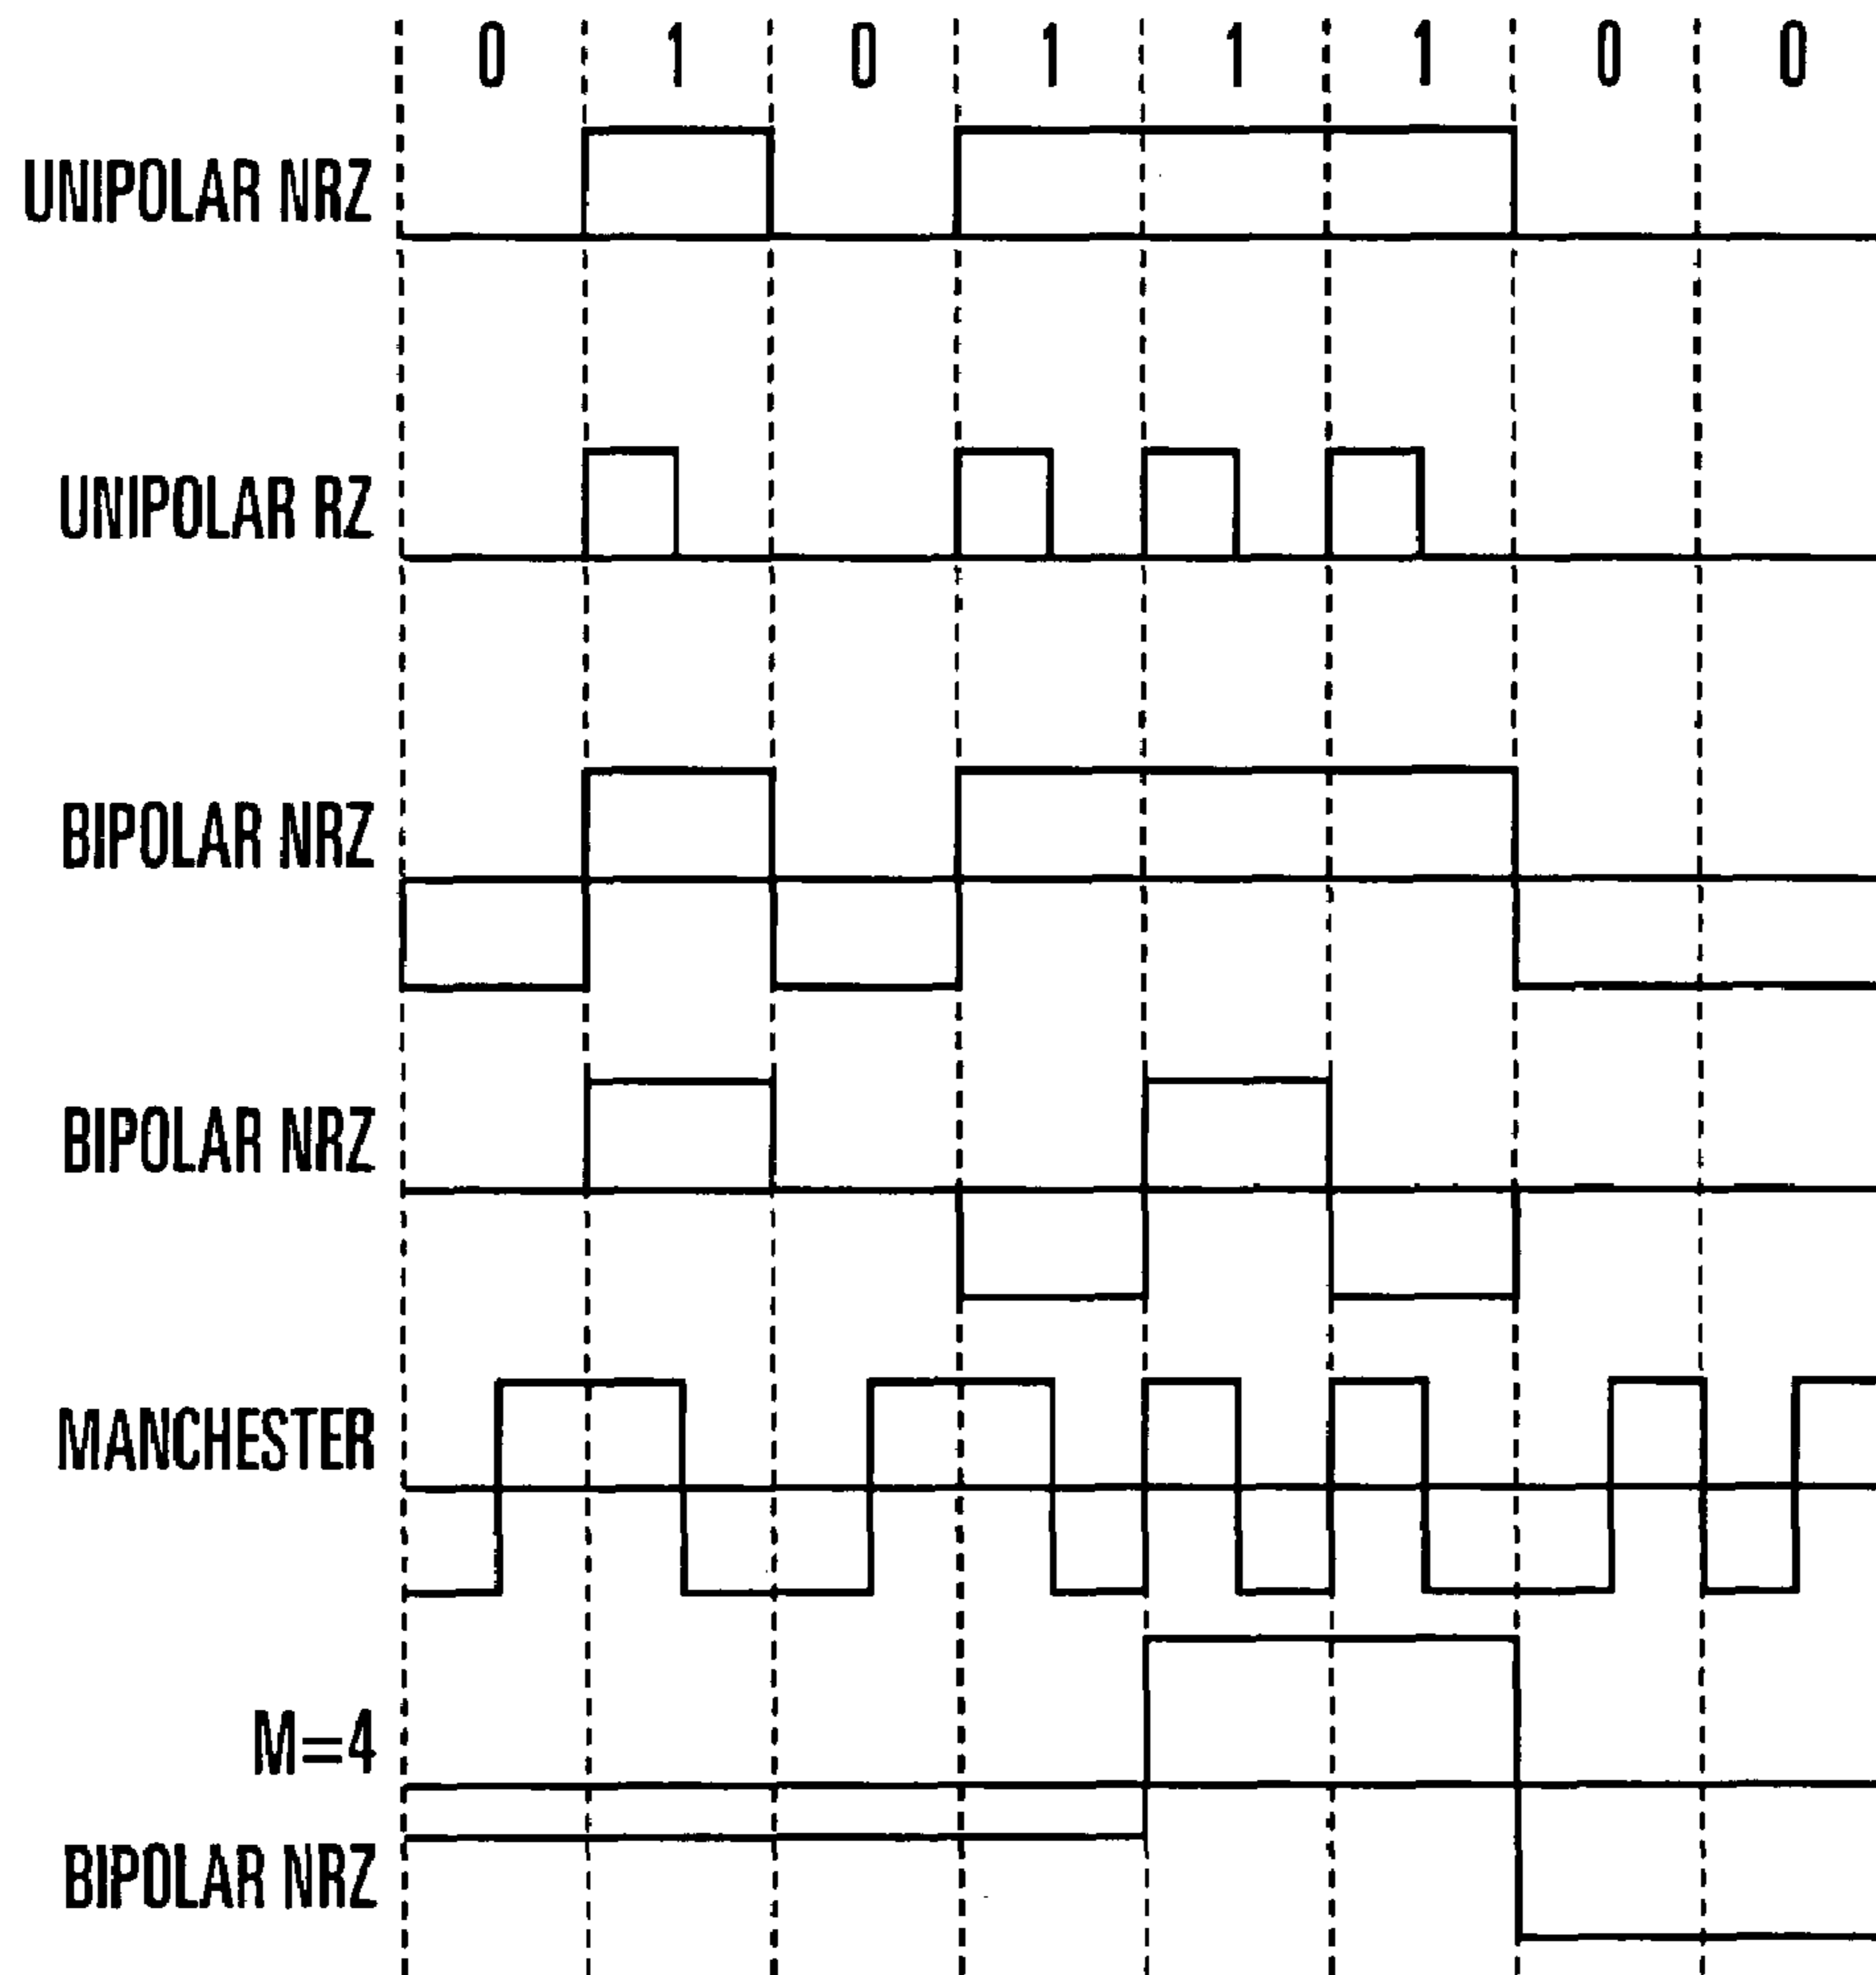 0 1 0 1 1 1 0 0
UNIPOLAR NRZ
UNIPOLAR RZ
BIPOLAR NRZ
BIPOLAR NRZ
MANCHESTER
M=4
BIPOLAR NRZ